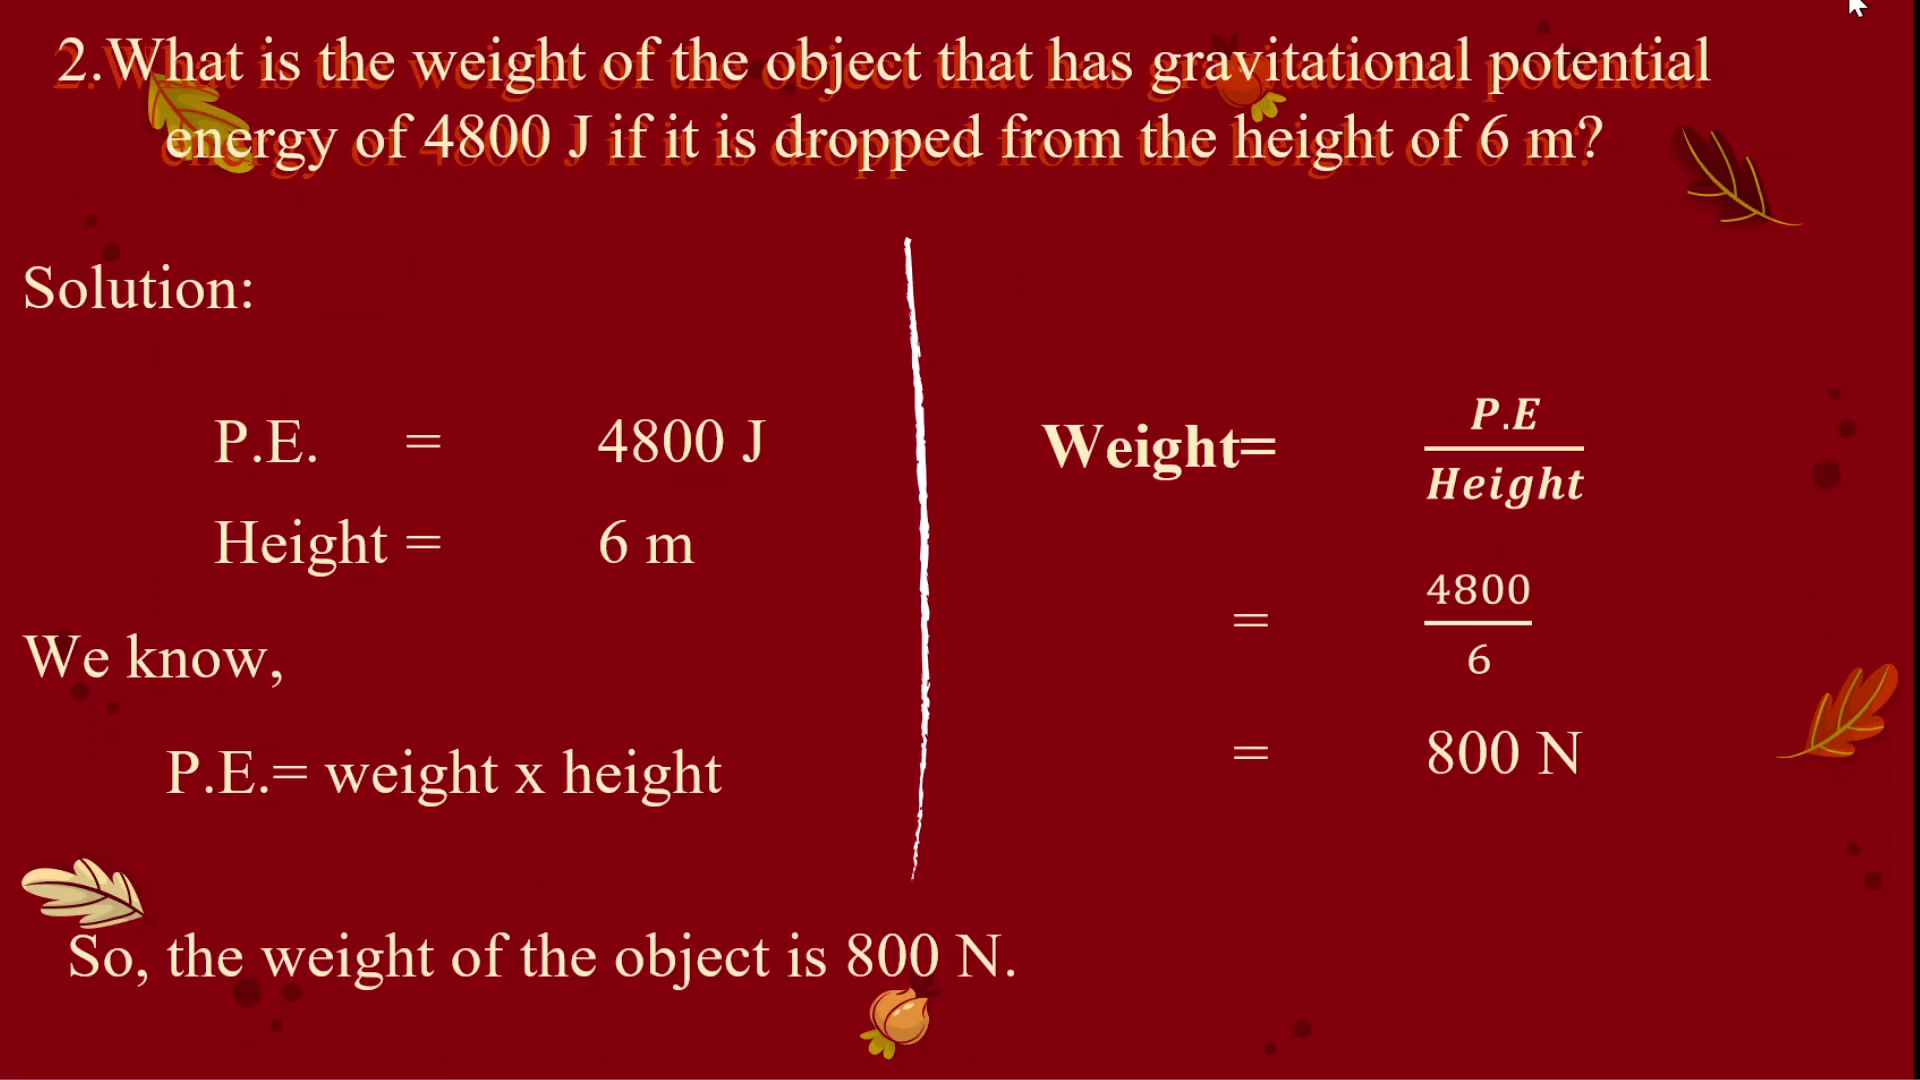 2.What is the weight of the object that has gravitational potential
energy of 4800 J if it is dropped from the height of 6 m?
Solution:
P.E. = 4800 J
Height = 6 m
We know,
P.E.= weight x height
Weight= P.E
Height
= 4800
6
= 800 N
So, the weight of the object is 800 N.